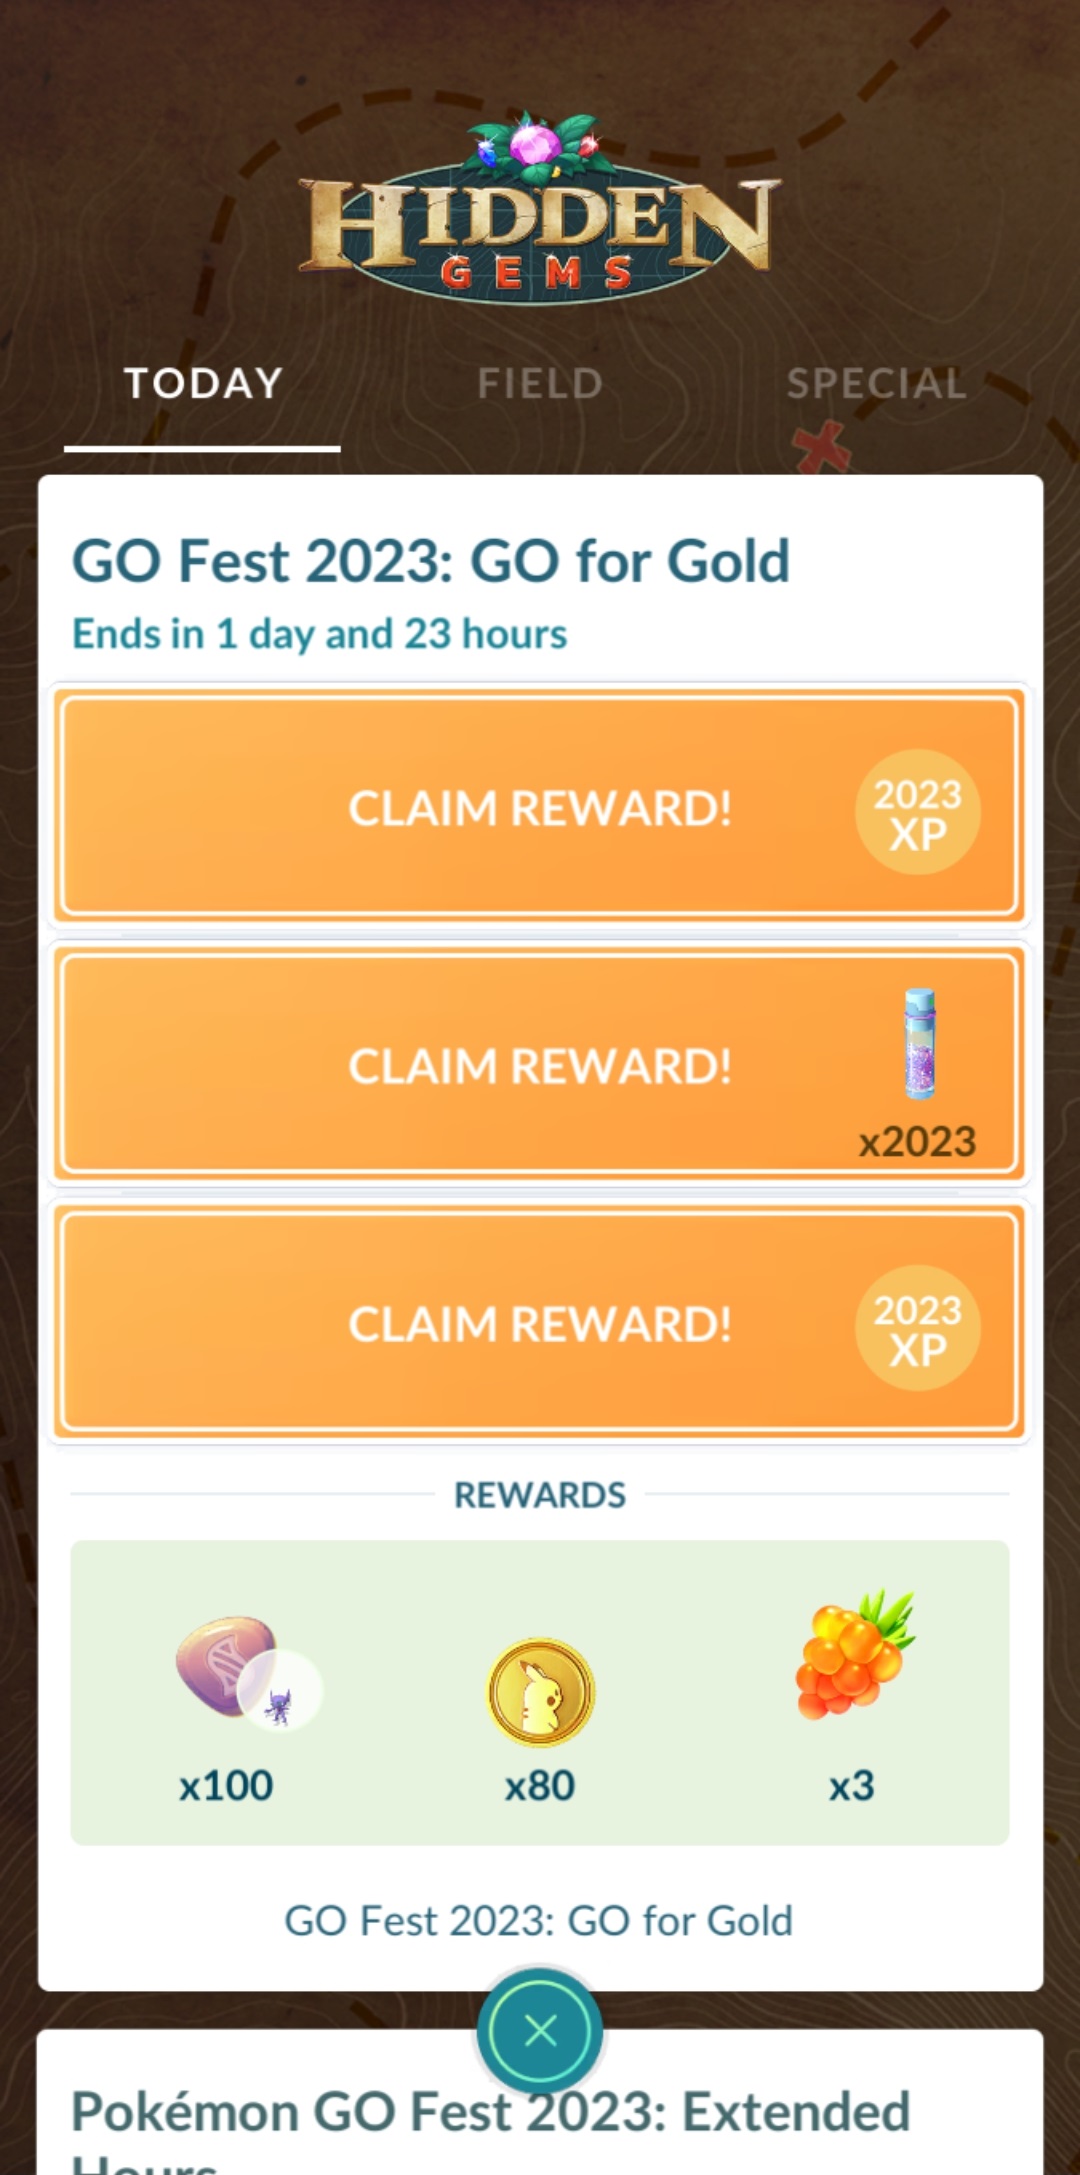 HIDDEN
GEMS
TODAY FIELD SPECIAL
GO Fest 2023: GO for Gold
Ends in 1 day and 23 hours
CLAIM REWARD!
2023
XP
CLAIM REWARD!
x2023
CLAIM REWARD!
2023
XP
REWARDS
x100 x80 x3
GO Fest 2023: GO for Gold
Pokémon GO Fest 2023: Extended
Hours